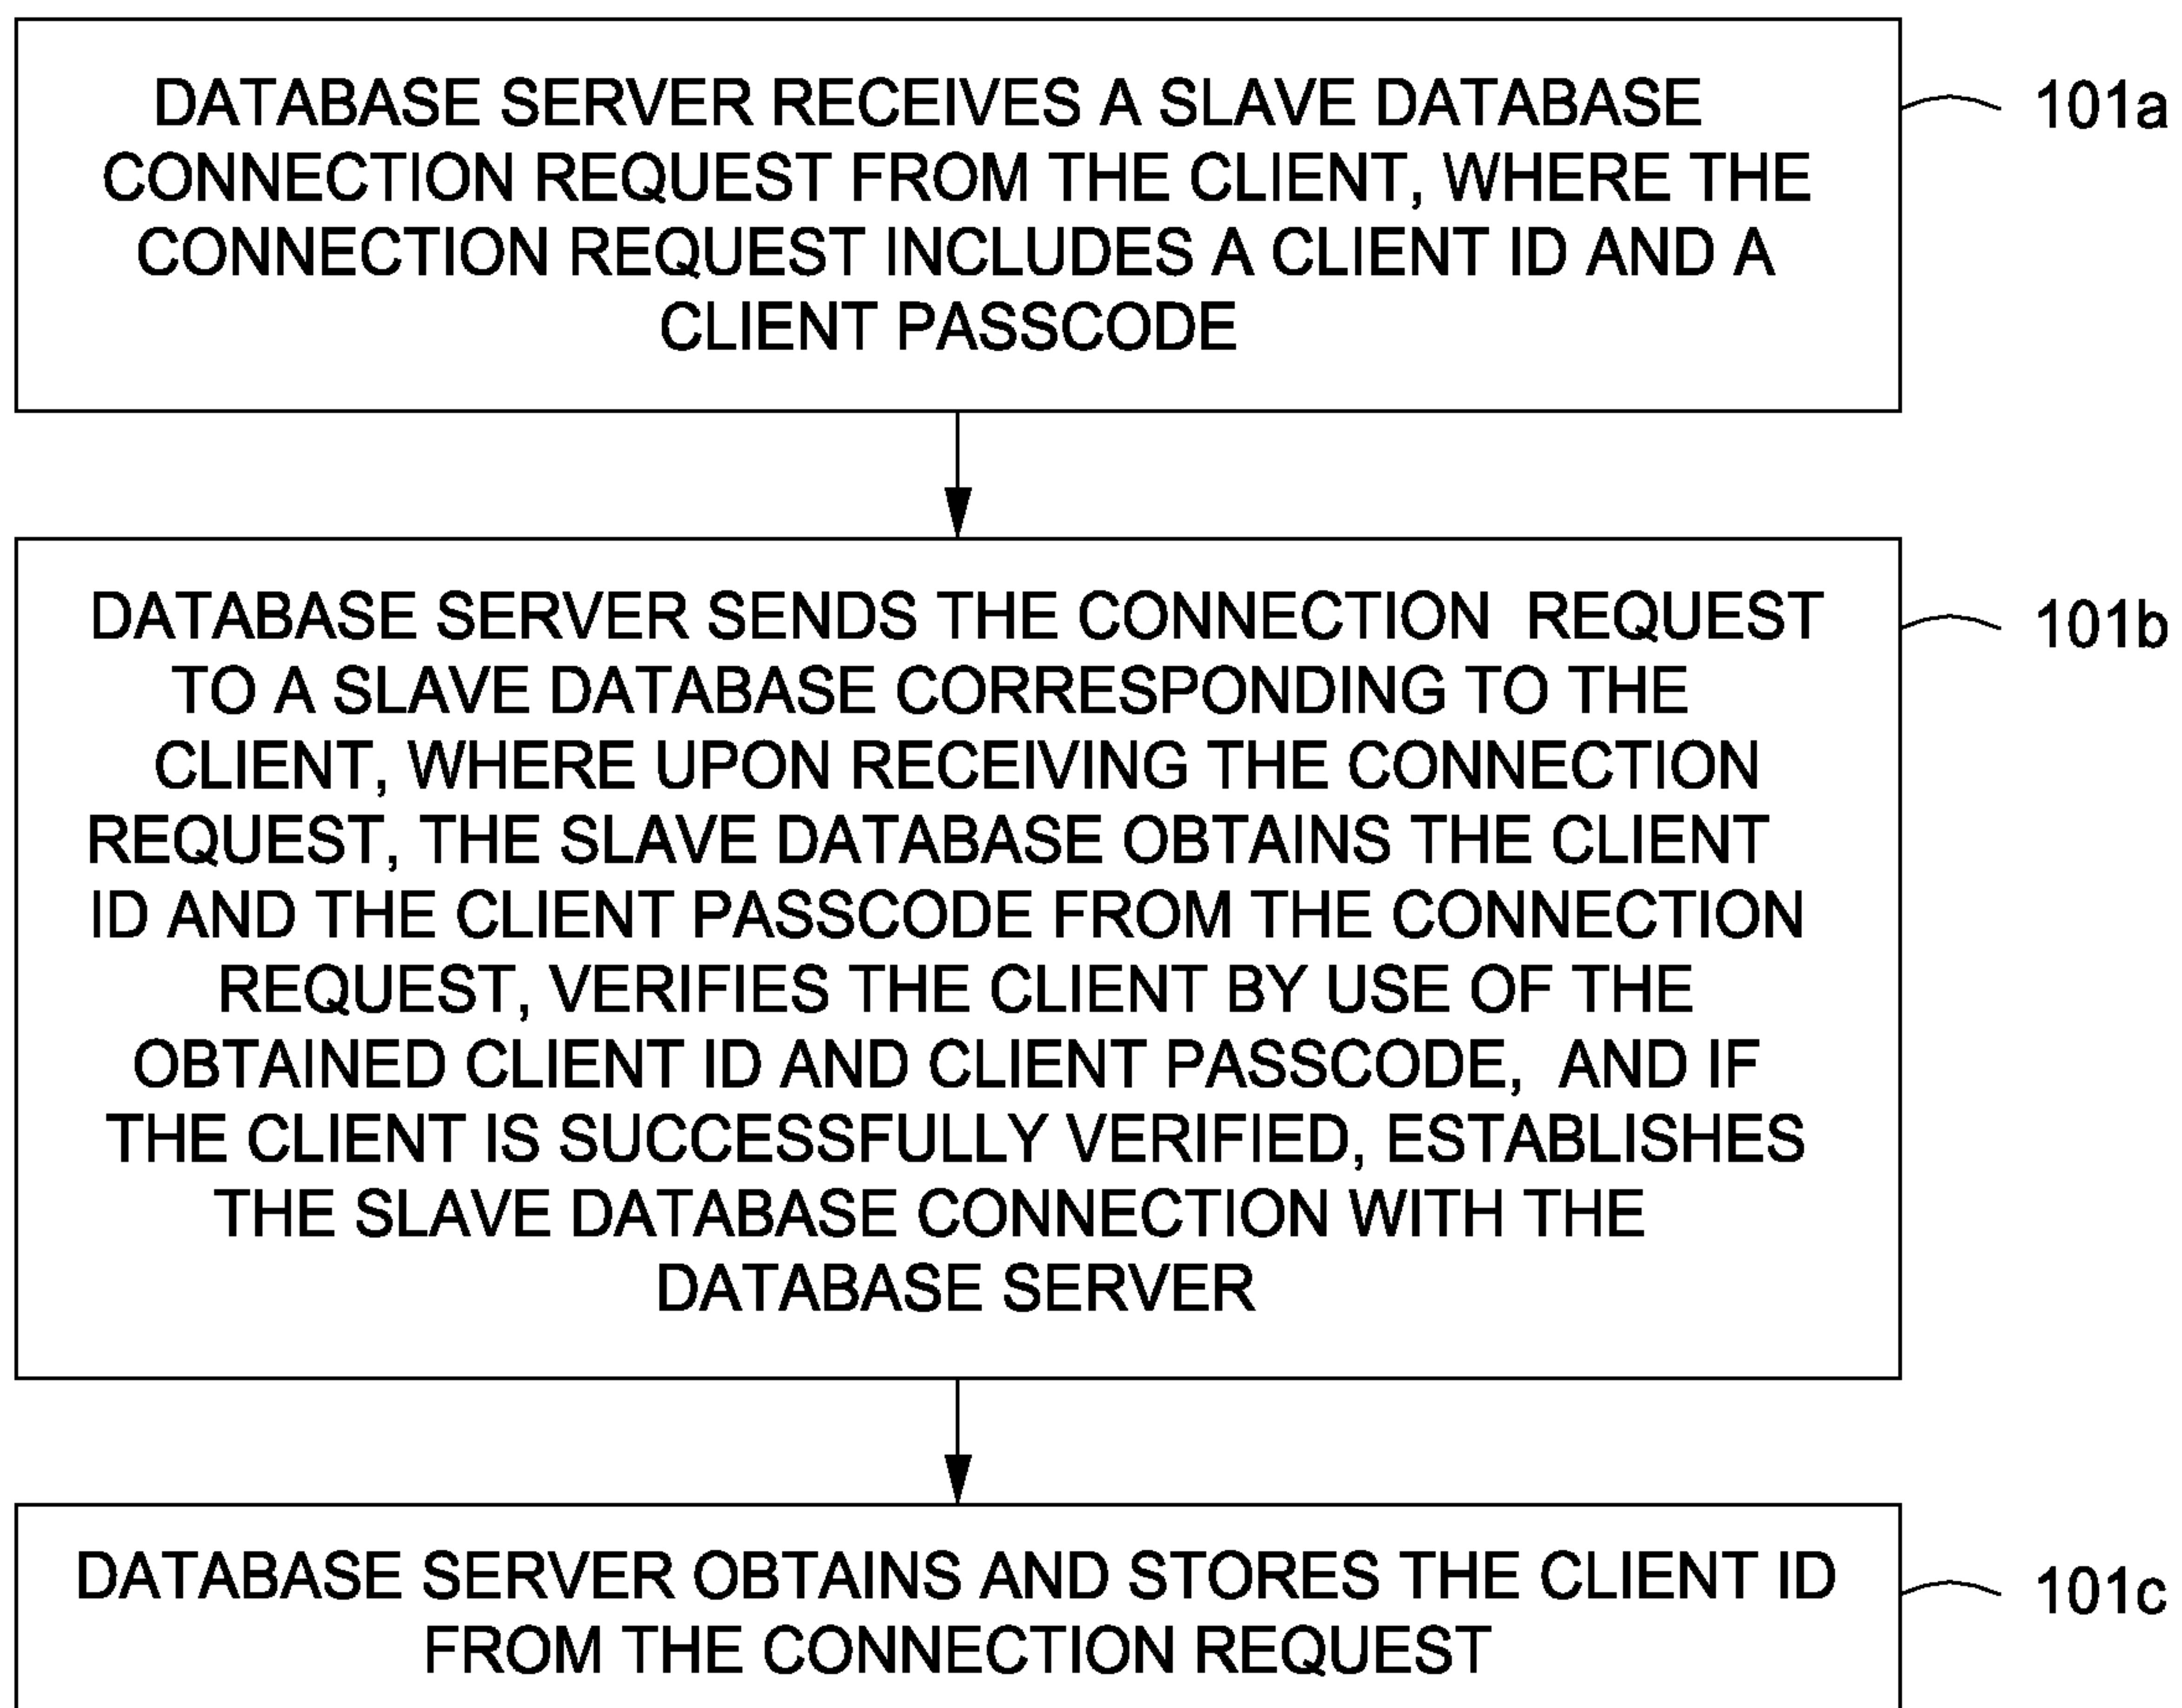 DATABASE SERVER RECEIVES A SLAVE DATABASE
CONNECTION REQUEST FROM THE CLIENT, WHERE THE
CONNECTION REQUEST INCLUDES A CLIENT ID AND A
CLIENT PASSCODE
101a
DATABASE SERVER SENDS THE CONNECTION REQUEST
TO A SLAVE DATABASE CORRESPONDING TO THE
CLIENT, WHERE UPON RECEIVING THE CONNECTION
REQUEST, THE SLAVE DATABASE OBTAINS THE CLIENT
ID AND THE CLIENT PASSCODE FROM THE CONNECTION
REQUEST, VERIFIES THE CLIENT BY USE OF THE
OBTAINED CLIENT ID AND CLIENT PASSCODE, AND IF
THE CLIENT IS SUCCESSFULLY VERIFIED, ESTABLISHES
THE SLAVE DATABASE CONNECTION WITH THE
DATABASE SERVER
101b
DATABASE SERVER OBTAINS AND STORES THE CLIENT ID
FROM THE CONNECTION REQUEST
101c